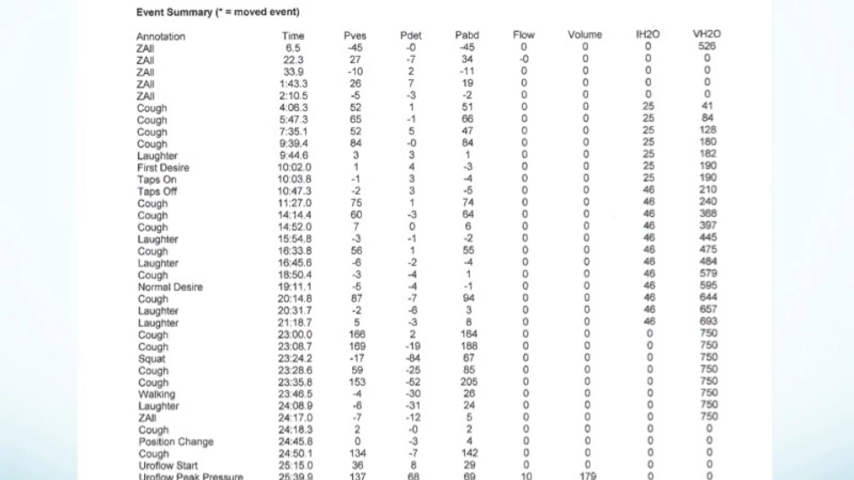 Event Summary (* = moved event)
Annotation Time Pves Pdet Pabd Flow Volume IH2O VH2O
ZAll 6.5 -45 -0 -45 0 0 0 526
ZAll 22.3 27 -7 34 -0 0 0 0
ZAll 33.9 -10 2 -11 0 0 0 0
ZAll 1:43.3 26 7 19 0 0 0 0
ZAll 2:10.5 -5 -3 -2 0 0 0 0
Cough 4:06.3 52 1 51 0 0 25 41
Cough 5:47.3 65 -1 66 0 0 25 84
Cough 7:35.1 52 5 47 0 0 25 128
Cough 9:39.4 84 -0 84 0 0 25 180
Laughter 9:44.6 3 3 1 0 0 25 182
First Desire 10:02.0 1 4 -3 0 0 25 190
Taps On 10:03.8 -1 3 -4 0 0 25 190
Taps Off 10:47.3 -2 3 -5 0 0 46 210
Cough 11:27.0 75 1 74 0 0 46 240
Cough 14:14.4 60 -3 64 0 0 46 368
Cough 14:52.0 7 0 6 0 0 46 397
Laughter 15:54.8 -3 -1 -2 0 0 46 445
Cough 16:33.8 56 1 55 0 0 46 475
Laughter 16:45.6 -6 -2 -4 0 0 46 484
Cough 18:50.4 -3 -4 1 0 0 46 579
Normal Desire 19:11.1 -5 -4 -1 0 0 46 595
Cough 20:14.8 87 -7 94 0 0 46 644
Laughter 20:31.7 -2 -6 3 0 0 46 657
Laughter 21:18.7 5 -3 8 0 0 46 693
Cough 23:00.0 166 2 164 0 0 0 750
Cough 23:08.7 169 -19 188 0 0 0 750
Squat 23:24.2 -17 -84 67 0 0 0 750
Cough 23:28.6 59 -25 85 0 0 0 750
Cough 23:35.8 153 -52 205 0 0 0 750
Walking 23:46.5 -4 -30 26 0 0 0 750
Laughter 24:08.9 -6 -31 24 0 0 0 750
ZAll 24:17.0 -7 -12 5 0 0 0 750
Cough 24:18.3 2 -0 2 0 0 0 0
Position Change 24:45.8 0 -3 4 0 0 0 0
Cough 24:50.1 134 -7 142 0 0 0 0
Uroflow Start 25:15.0 36 8 29 0 0 0 0
Uroflow Peak Pressure 25:39.9 137 68 69 10 179 0 0